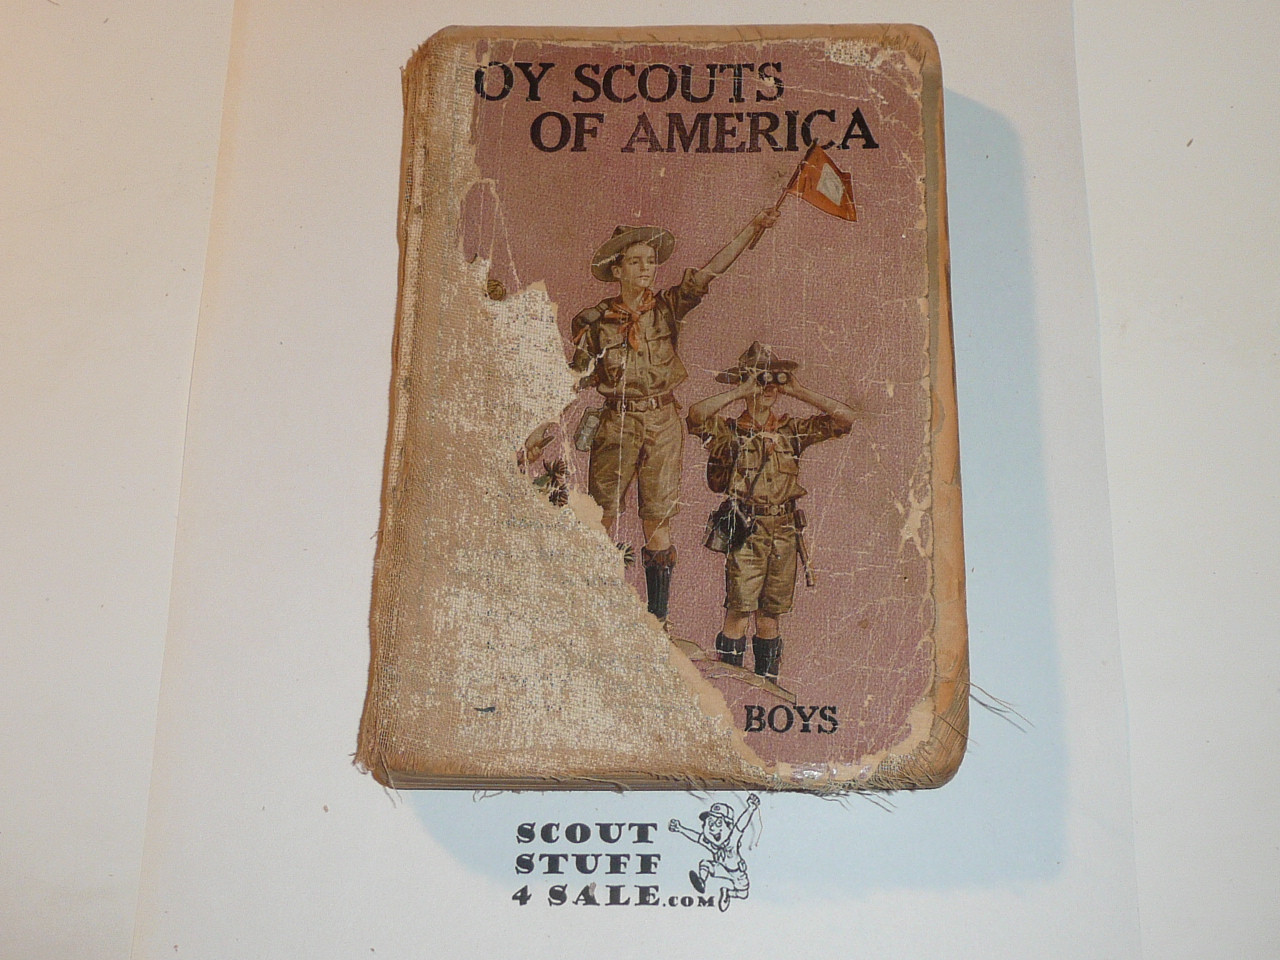 OY SCOUTS
OF AMERICA
BOYS
SCOUT
STUFF
4 SALE.COM